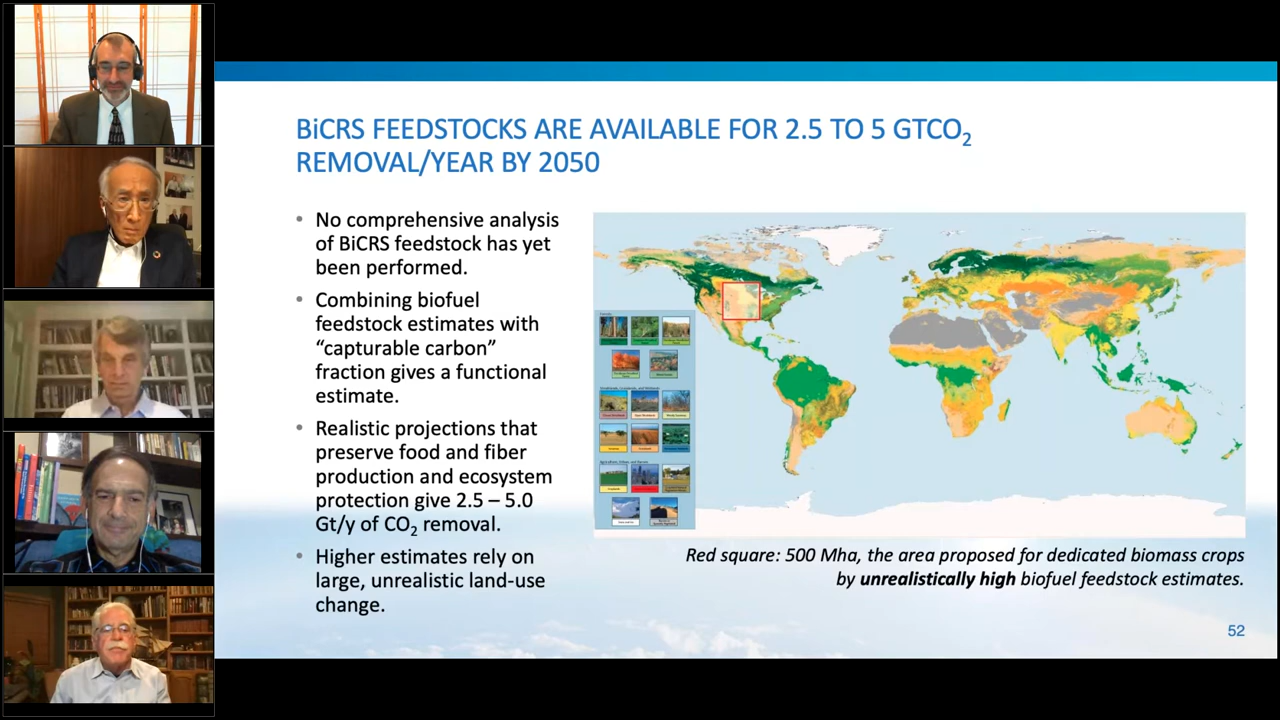 BiCRS FEEDSTOCKS ARE AVAILABLE FOR 2.5 TO 5 GTCO₂
REMOVAL/YEAR BY 2050
• No comprehensive analysis
of BiCRS feedstock has yet
been performed.
• Combining biofuel
feedstock estimates with
“capturable carbon”
fraction gives a functional
estimate.
• Realistic projections that
preserve food and fiber
production and ecosystem
protection give 2.5 – 5.0
Gt/y of CO₂ removal.
• Higher estimates rely on
large, unrealistic land-use
change.
Red square: 500 Mha, the area proposed for dedicated biomass crops
by unrealistically high biofuel feedstock estimates.
52